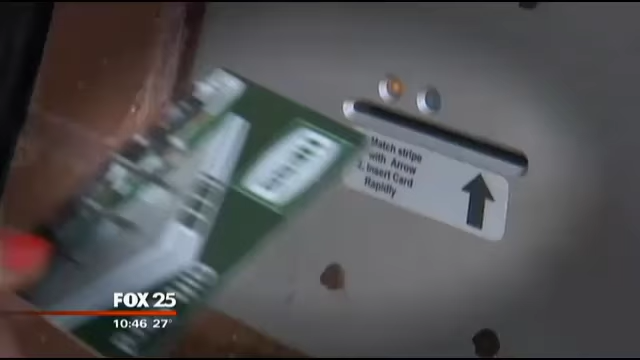 Match stripe
with Arrow
Insert Card
Rapidly
FOX 25
10:46 27°